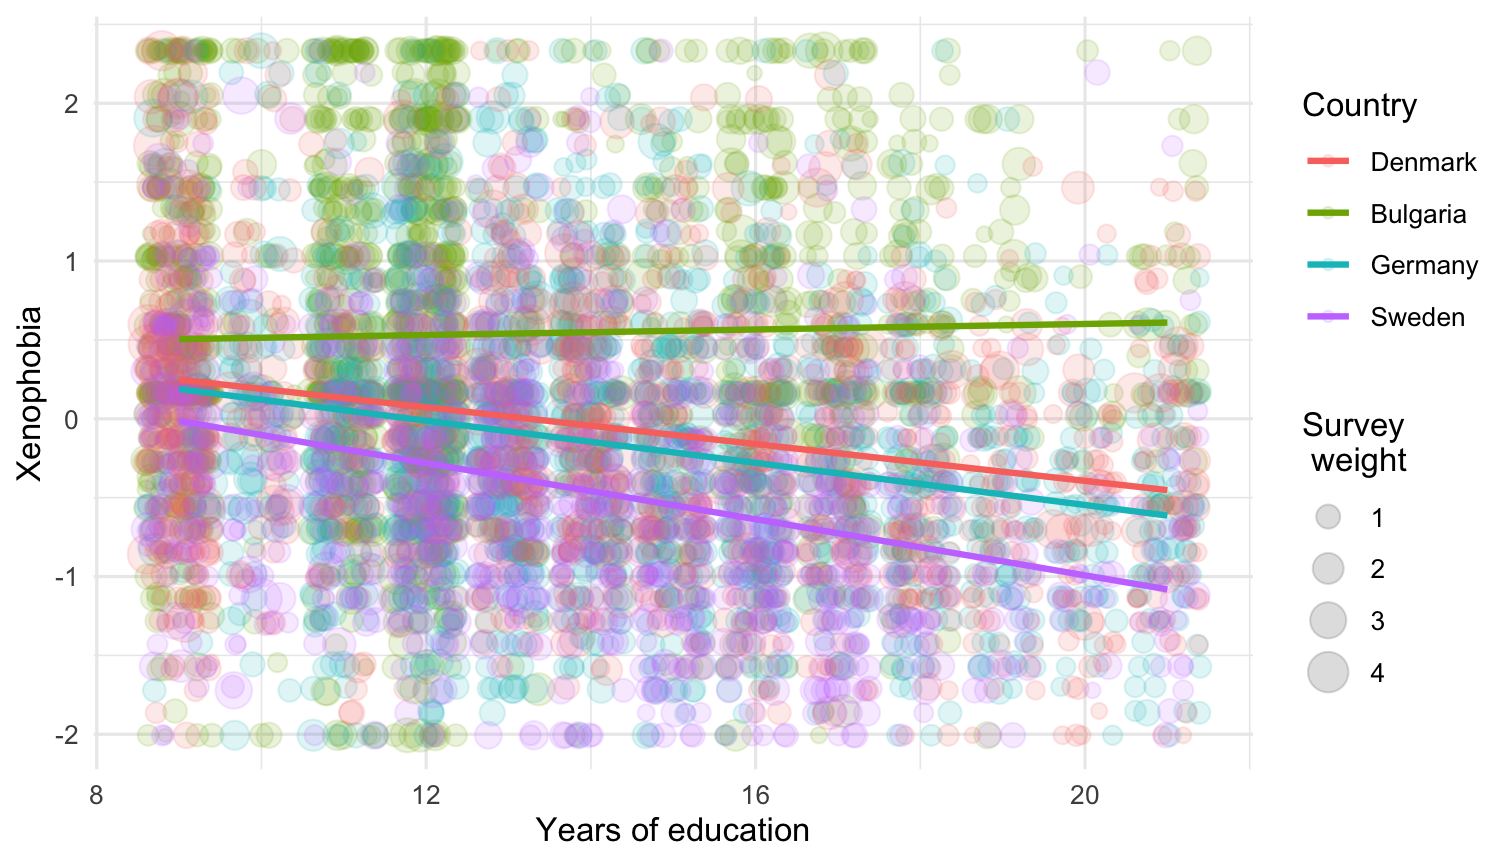 2
1
0
-1
-2
Xenophobia
8
12
16
20
Years of education
Country
Denmark
Bulgaria
Germany
Sweden
Survey
weight
1
2
3
4